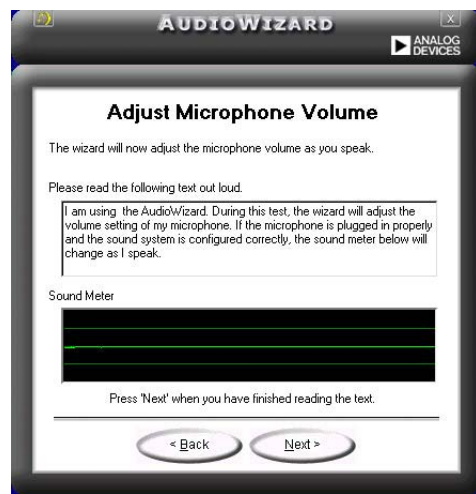 AUDIOWIZARD
ANALOG
DEVICES
Adjust Microphone Volume
The wizard will now adjust the microphone volume as you speak.
Please read the following text out loud.
I am using the AudioWizard. During this test, the wizard will adjust the
volume setting of my microphone. If the microphone is plugged in properly
and the sound system is configured correctly, the sound meter below will
change as I speak.
Sound Meter
Press 'Next' when you have finished reading the text.
< Back
Next >